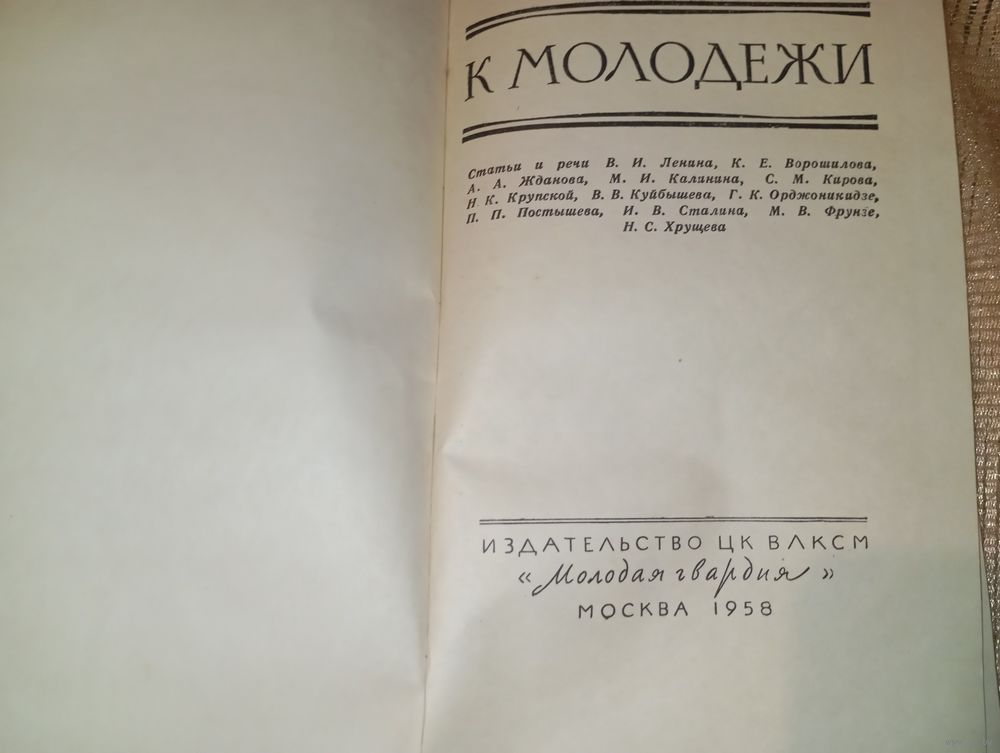 К МОЛОДЕЖИ
Статьи и речи В. И. Ленина, К. Е. Ворошилова,
А. А. Жданова, М. И. Калинина, С. М. Кирова,
Н. К. Крупской, В. В. Куйбышева, Г. К. Орджоникидзе,
П. П. Постышева, И. В. Сталина, М. В. Фрунзе,
Н. С. Хрущева
ИЗДАТЕЛЬСТВО ЦК ВЛКСМ
«Молодая гвардия»
МОСКВА 1958